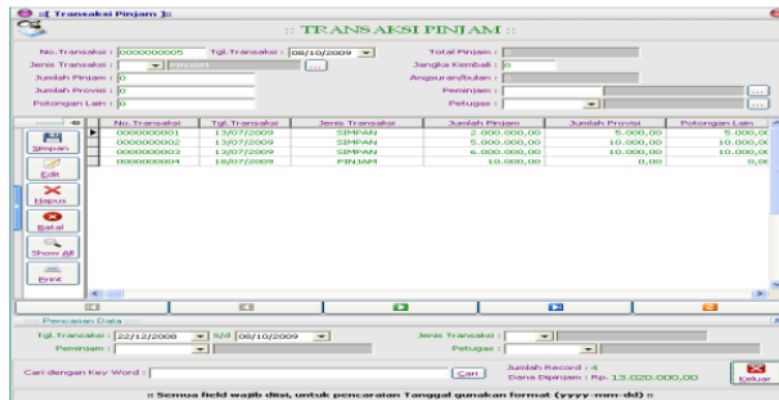 ::[ Transaksi Pinjam ]::
:: TRANSAKSI PINJAM ::
No.Transaksi : 0000000005 Tgl.Transaksi : 08/10/2009 Total Pinjam : 0
Jenis Transaksi : PINJAM ... Jangka Kembali : 0
Jumlah Pinjam : 0 Angsuran/bulan : 0
Jumlah Provisi : 0 Peminjam : ...
Potongan Lain : 0 Petugas : ...
No.Transaksi Tgl.Transaksi Jenis Transaksi Jumlah Pinjam Jumlah Provisi Potongan Lain
0000000001 13/07/2009 SIMPAN 2.000.000,00 5.000,00 5.000,00
0000000002 13/07/2009 SIMPAN 5.000.000,00 10.000,00 10.000,00
0000000003 13/07/2009 SIMPAN 6.000.000,00 10.000,00 10.000,00
0000000004 18/07/2009 PINJAM 10.000,00 0,00 0,00
Simpan
Edit
Hapus
Batal
Show All
Print
Pencarian Data
Tgl.Transaksi : 22/12/2008 S/d 08/10/2009 Jenis Transaksi :
Peminjam : Petugas :
Cari dengan Key Word : Cari Jumlah Record : 4
Dana Dipinjam : Rp. 13.020.000,00
Keluar
:: Semua field wajib diisi, untuk pencaraian Tanggal gunakan format (yyyy-mm-dd) ::